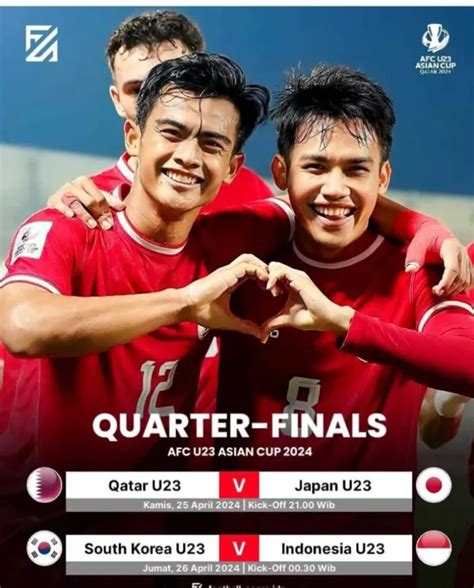 AFC U23
ASIAN CUP
QATAR 2024
12
8
QUARTER-FINALS
AFC U23 ASIAN CUP 2024
Qatar U23 V Japan U23
Kamis, 25 April 2024 | Kick-Off 21.00 Wib
South Korea U23 V Indonesia U23
Jumat, 26 April 2024 | Kick-Off 00.30 Wib